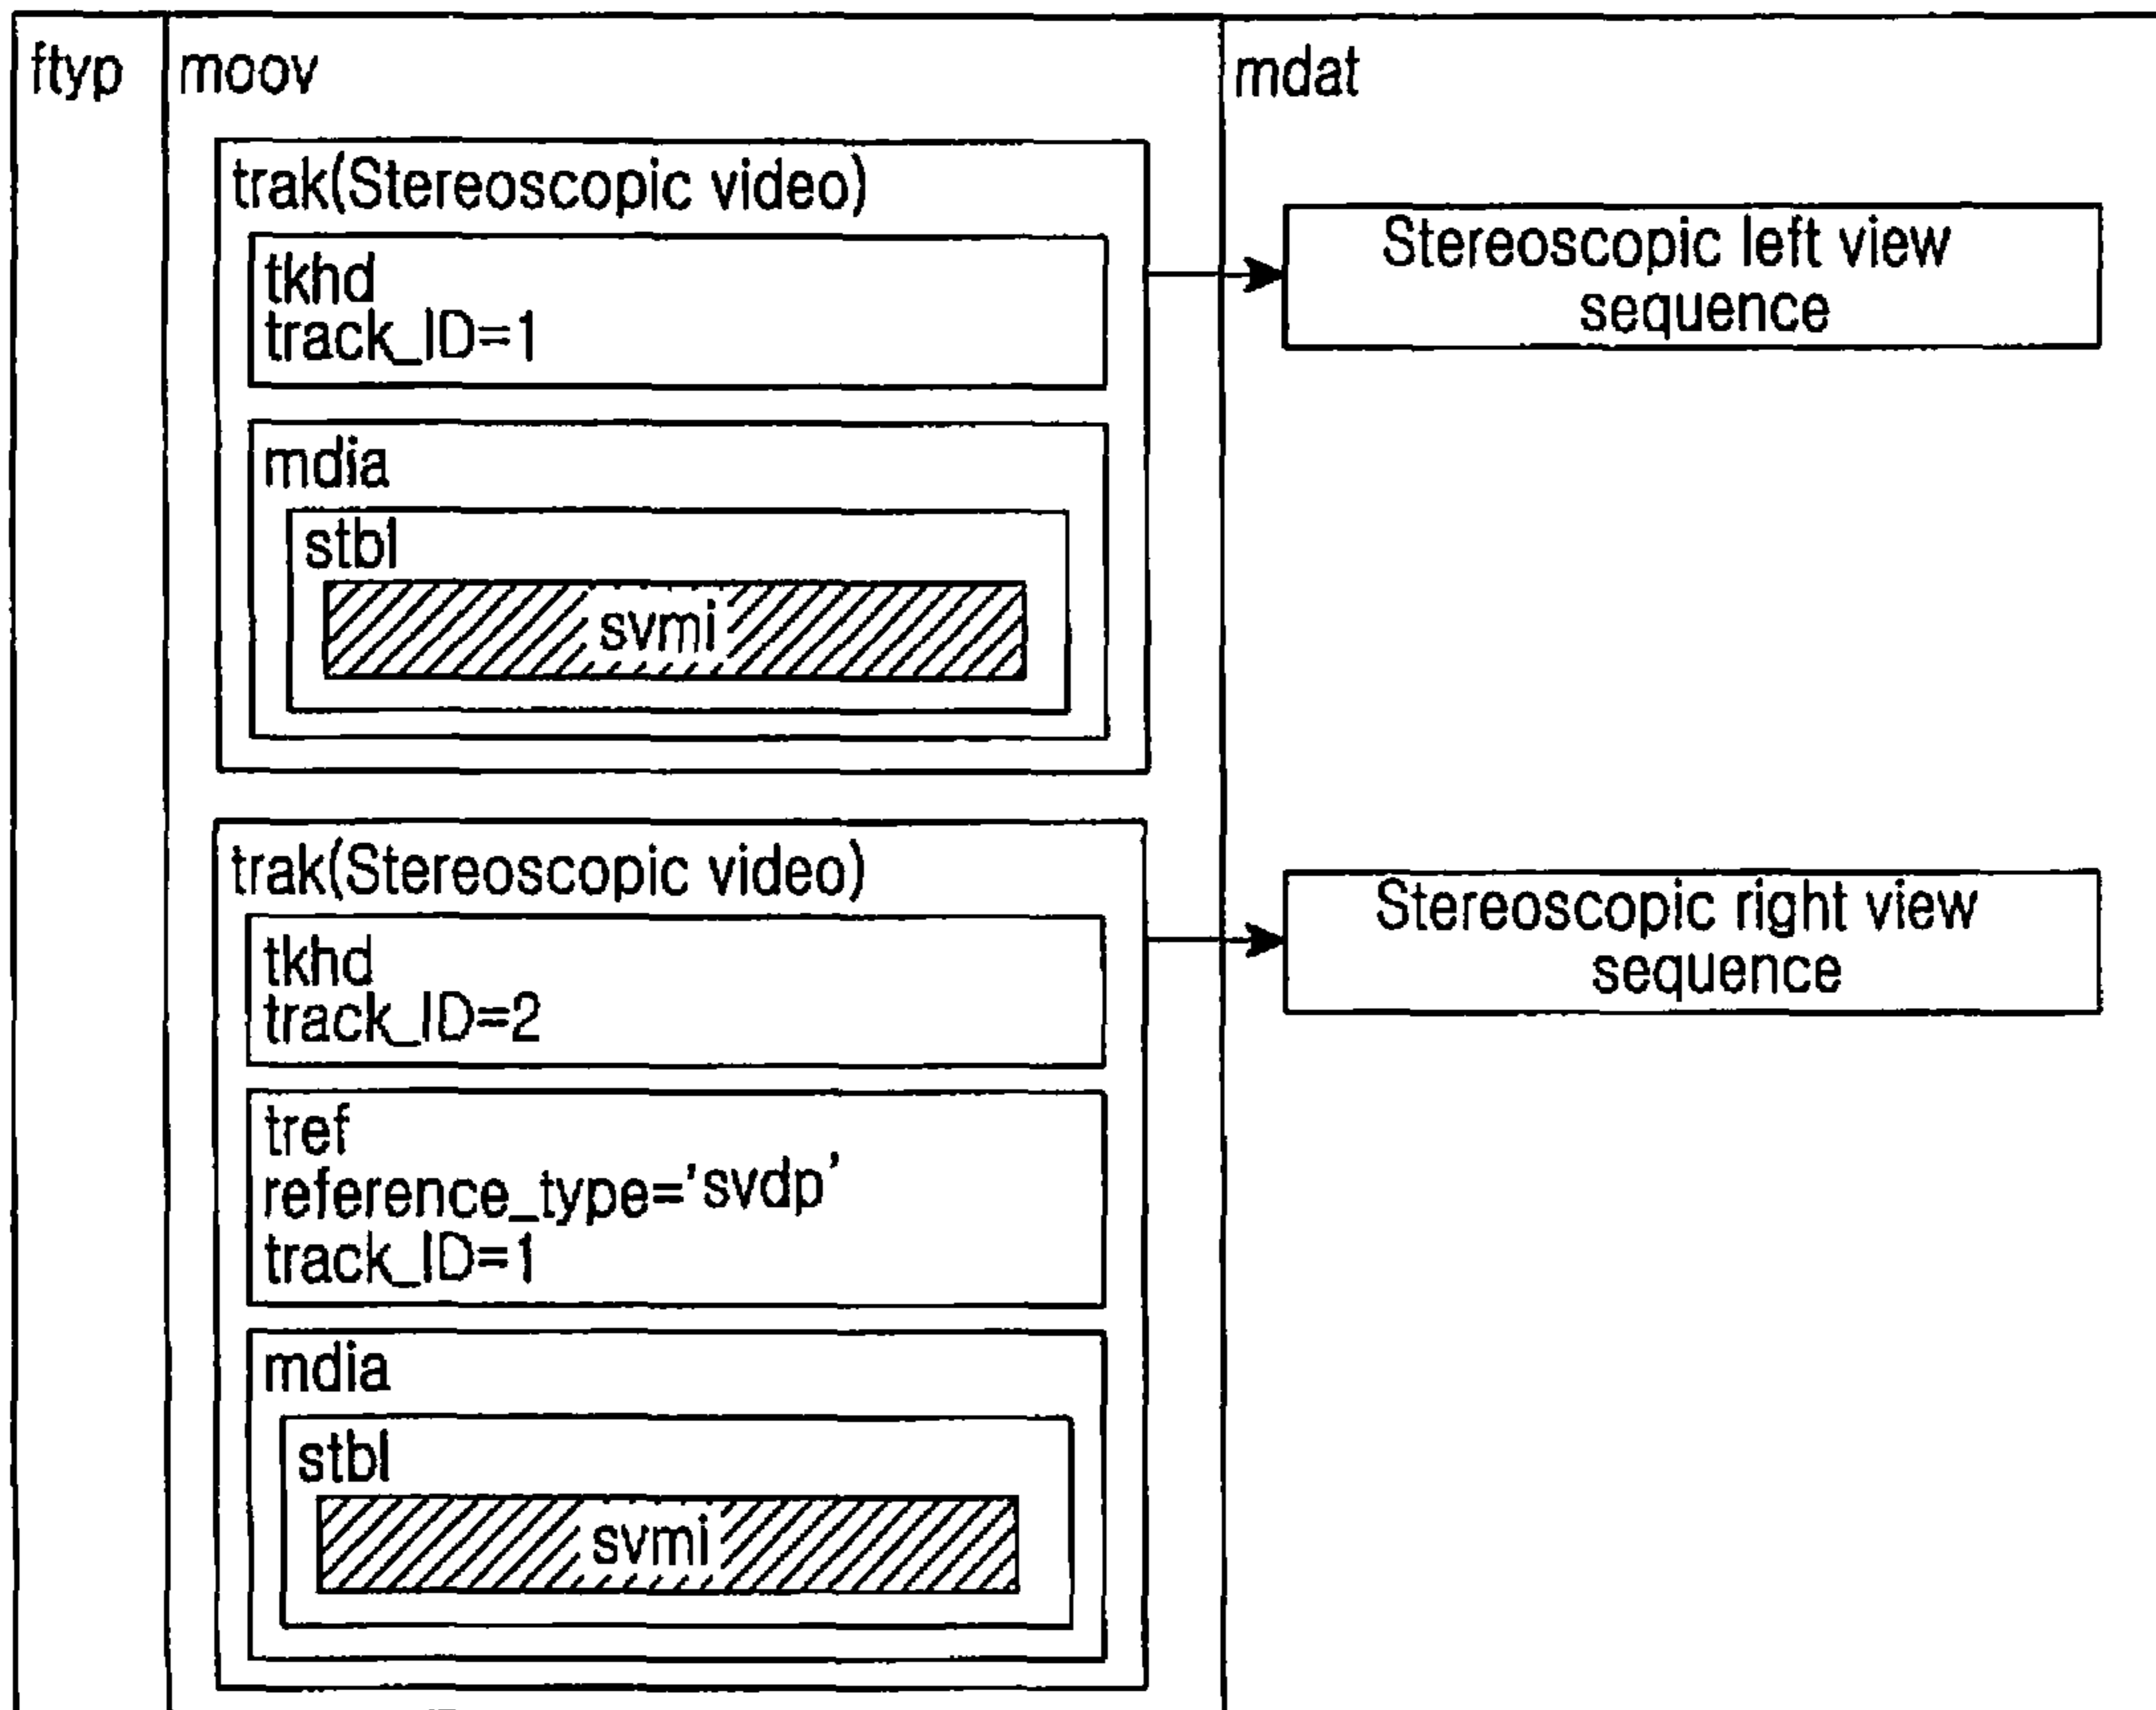 ftyp
moov
mdat
trak(Stereoscopic video)
tkhd
track_ID=1
mdia
stbl
svmi
Stereoscopic left view
sequence
trak(Stereoscopic video)
tkhd
track_ID=2
tref
reference_type='svdp'
track_ID=1
mdia
stbl
svmi
Stereoscopic right view
sequence